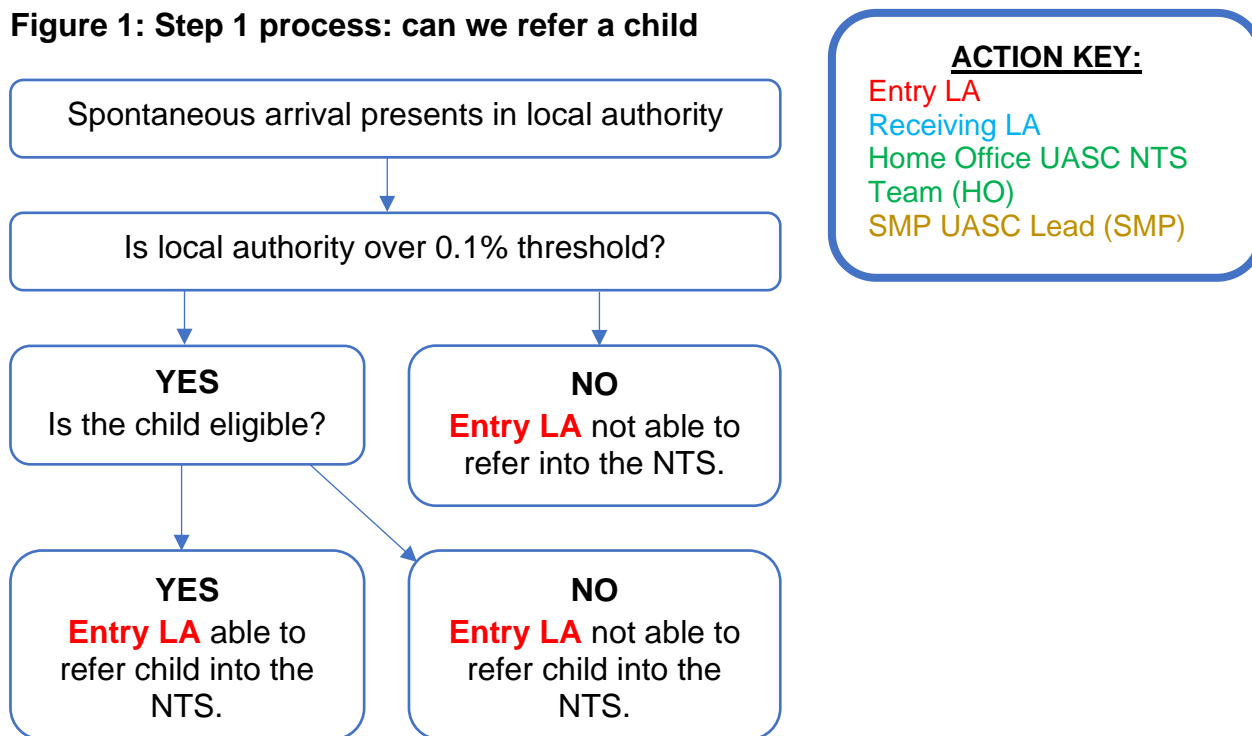 Figure 1: Step 1 process: can we refer a child
ACTION KEY:
Entry LA
Receiving LA
Home Office UASC NTS
Team (HO)
SMP UASC Lead (SMP)
Spontaneous arrival presents in local authority
Is local authority over 0.1% threshold?
YES
Is the child eligible?
NO
Entry LA not able to
refer into the NTS.
YES
Entry LA able to
refer child into the
NTS.
NO
Entry LA not able to
refer child into the
NTS.